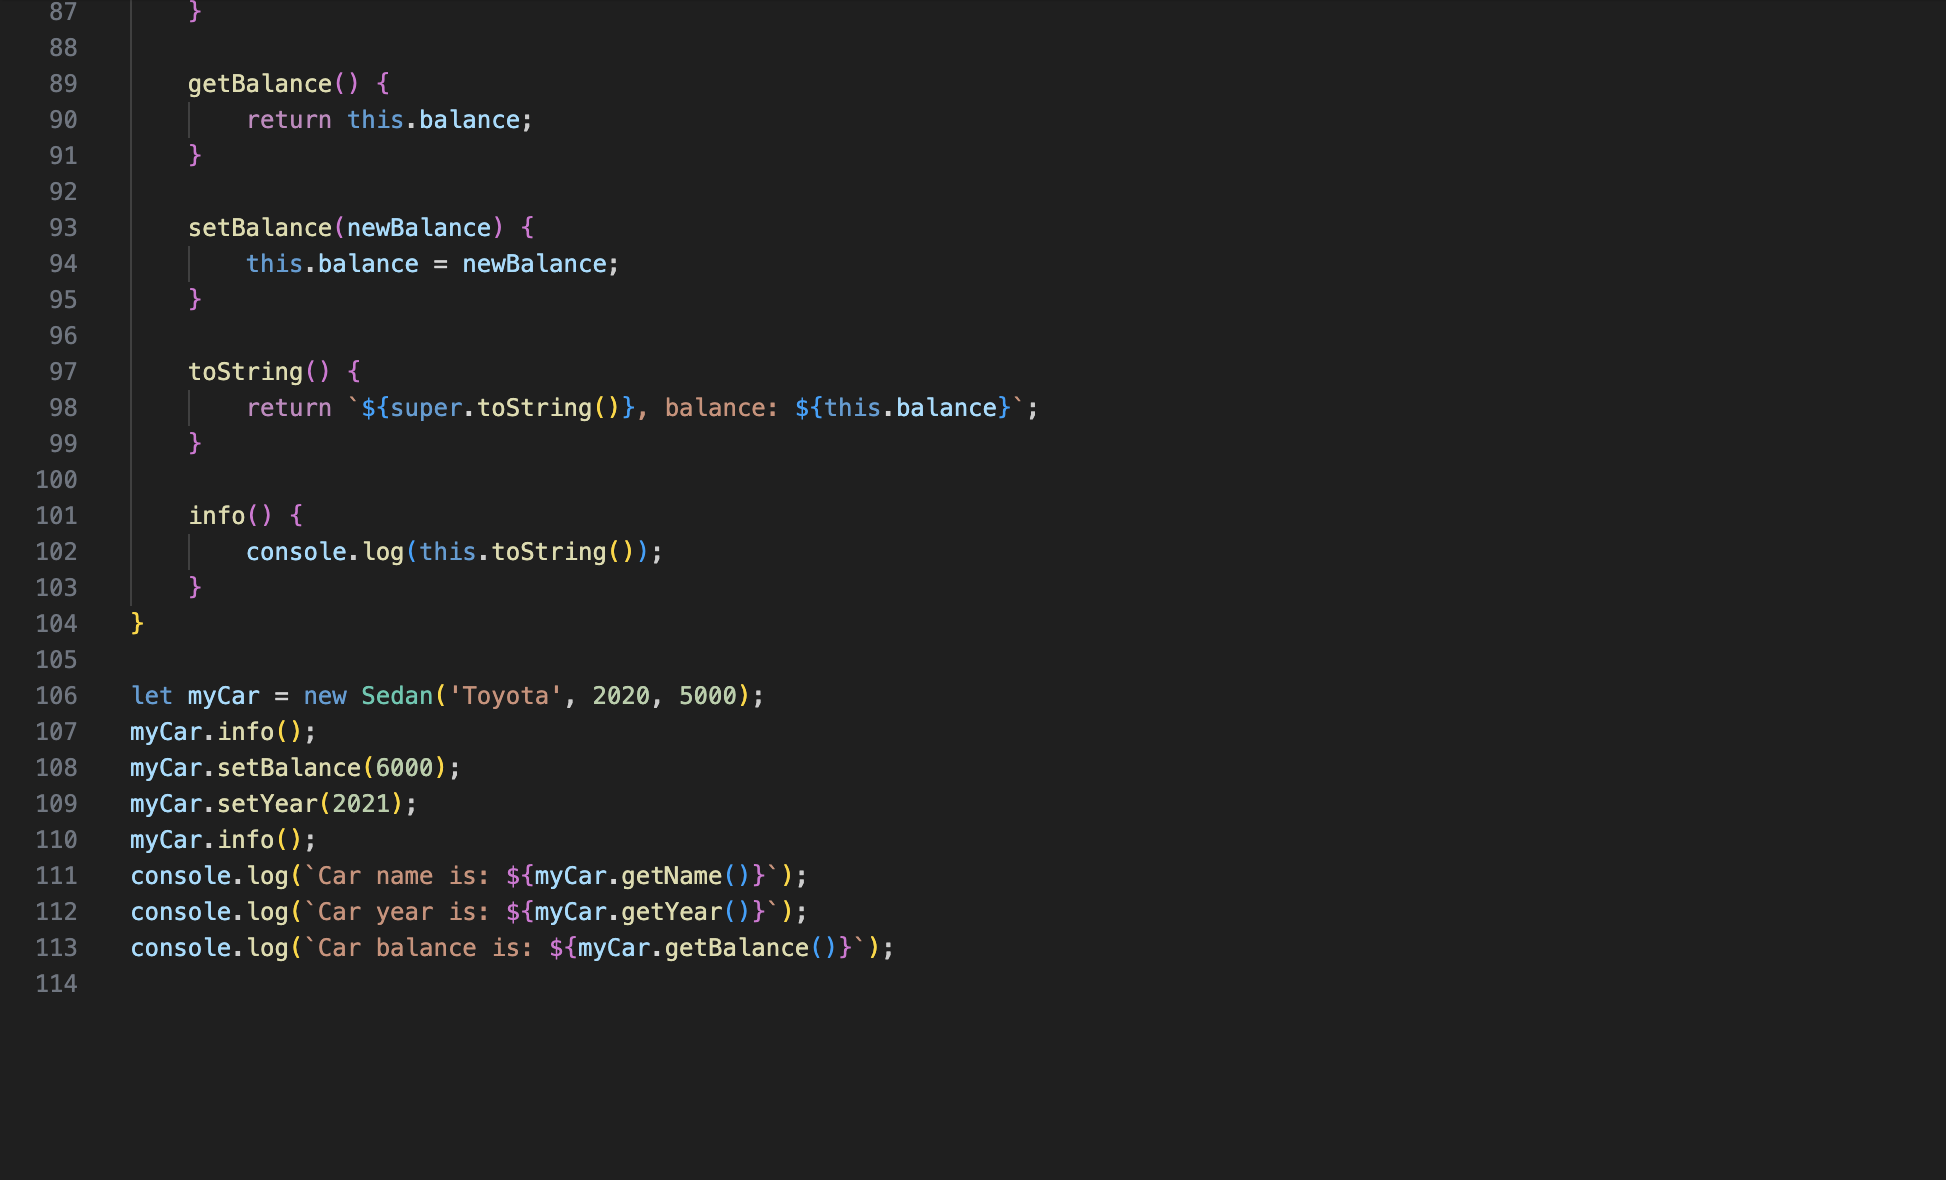 87 }
88
89 getBalance() {
90 return this.balance;
91 }
92
93 setBalance(newBalance) {
94 this.balance = newBalance;
95 }
96
97 toString() {
98 return `${super.toString()}, balance: ${this.balance}`;
99 }
100
101 info() {
102 console.log(this.toString());
103 }
104 }
105
106 let myCar = new Sedan('Toyota', 2020, 5000);
107 myCar.info();
108 myCar.setBalance(6000);
109 myCar.setYear(2021);
110 myCar.info();
111 console.log(`Car name is: ${myCar.getName()}`);
112 console.log(`Car year is: ${myCar.getYear()}`);
113 console.log(`Car balance is: ${myCar.getBalance()}`);
114